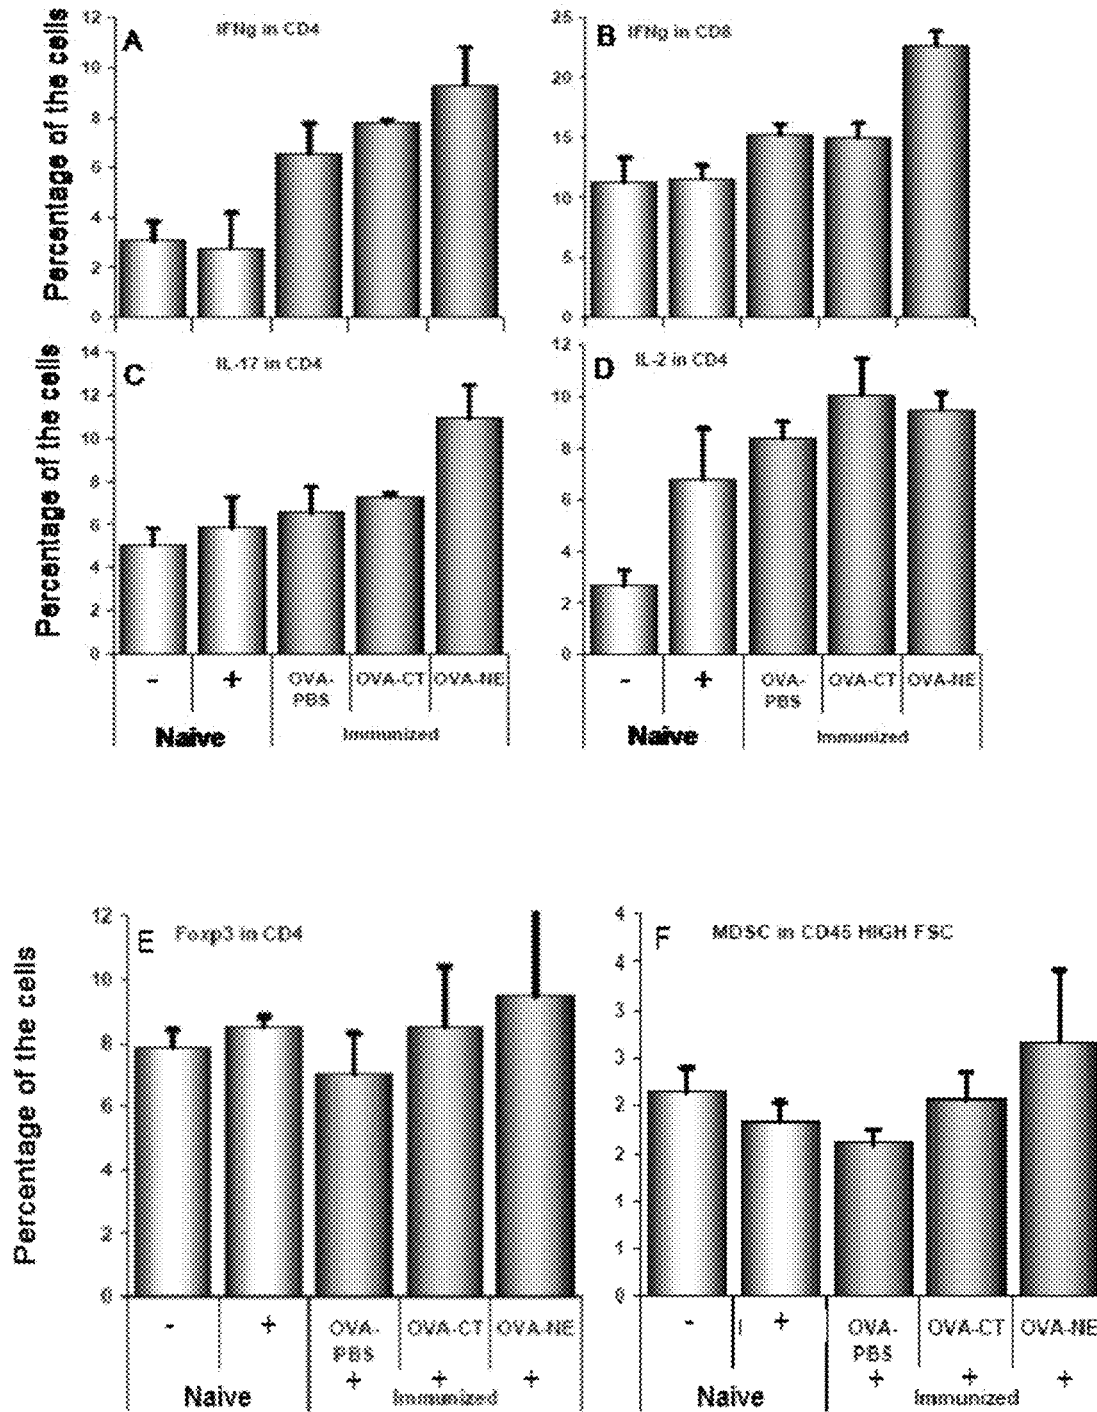 A IFNg in CD4
Percentage of the cells
12
10
8
6
4
2
0
B IFNg in CD8
25
20
15
10
5
0
C IL-17 in CD4
Percentage of the cells
14
12
10
8
6
4
2
0
- + OVA- OVA-CT OVA-NE
PBS
Naive Immunized
D IL-2 in CD4
12
10
8
6
4
2
0
- + OVA- OVA-CT OVA-NE
PBS
Naive Immunized
E Foxp3 in CD4
Percentage of the cells
12
10
8
6
4
2
0
- + OVA- OVA-CT OVA-NE
PBS
+ + +
Naive Immunized
F MDSC in CD45 HIGH FSC
4
4
3
3
2
2
1
1
0
- + OVA- OVA-CT OVA-NE
PBS
+ + +
Naive Immunized